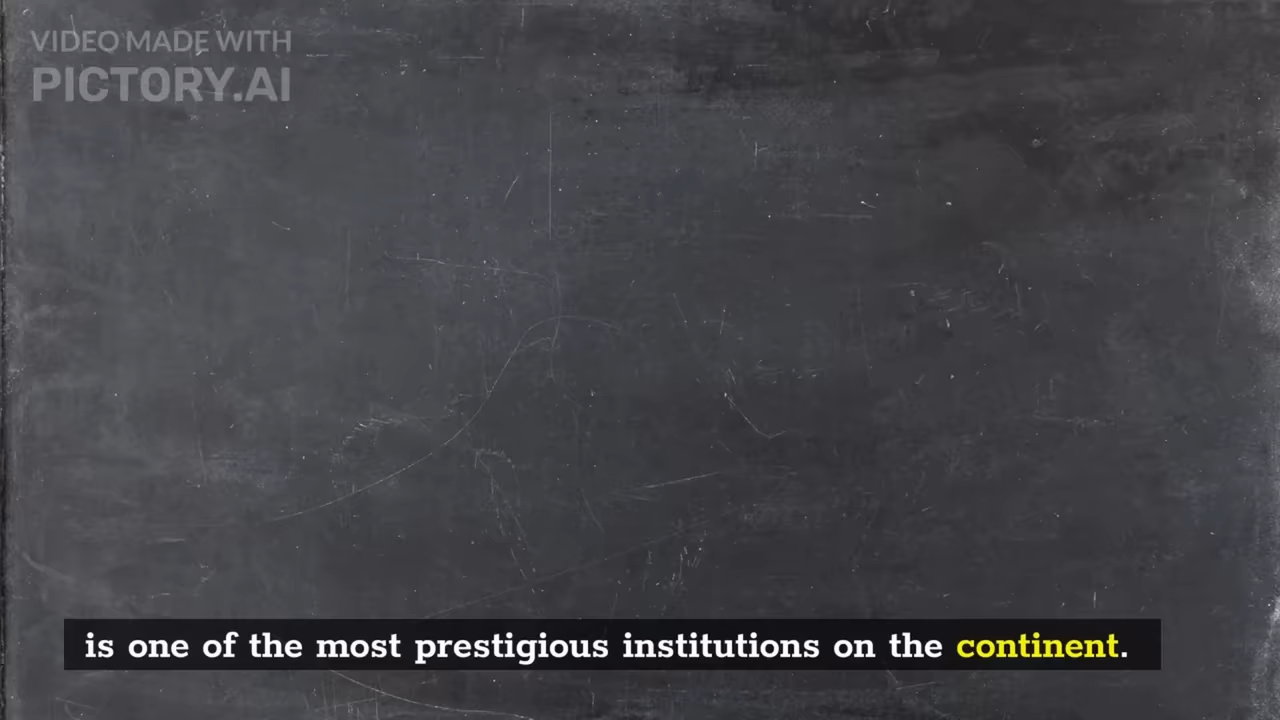 VIDEO MADE WITH
PICTORY.AI
is one of the most prestigious institutions on the continent.